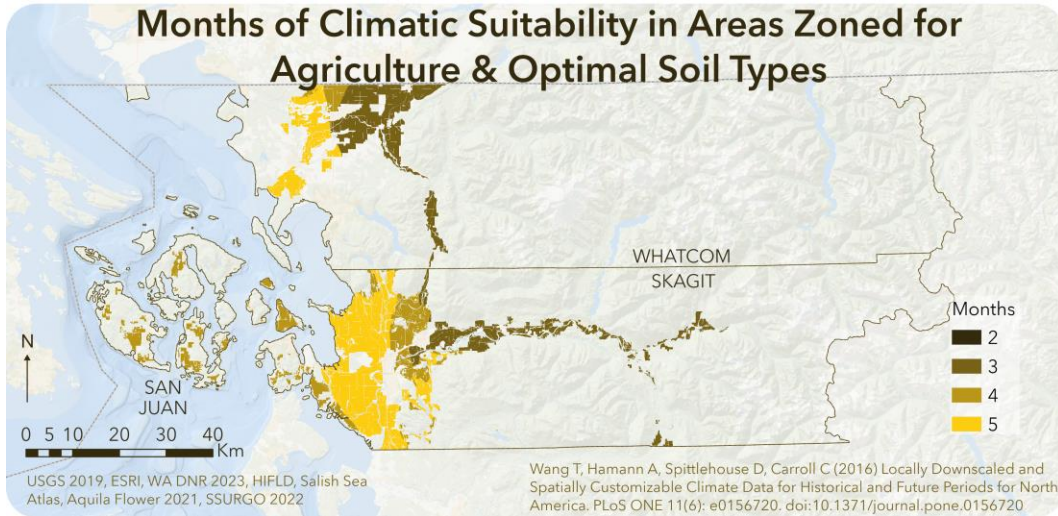 Months of Climatic Suitability in Areas Zoned for
Agriculture & Optimal Soil Types
WHATCOM
SKAGIT
SAN
JUAN
N
0 5 10 20 30 40
Km
Months
2
3
4
5
USGS 2019, ESRI, WA DNR 2023, HIFLD, Salish Sea
Atlas, Aquila Flower 2021, SSURGO 2022
Wang T, Hamann A, Spittlehouse D, Carroll C (2016) Locally Downscaled and
Spatially Customizable Climate Data for Historical and Future Periods for North
America. PLoS ONE 11(6): e0156720. doi:10.1371/journal.pone.0156720